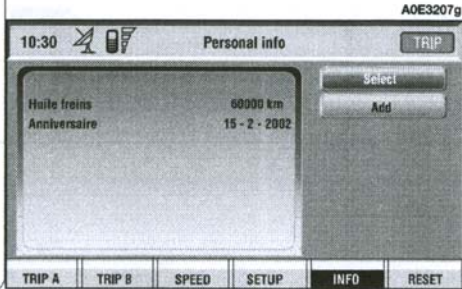 A0E3207g
10:30 Personal info TRIP
Select
Huile freins 60000 km Add
Anniversaire 15 - 2 - 2002
TRIP A TRIP B SPEED SETUP INFO RESET